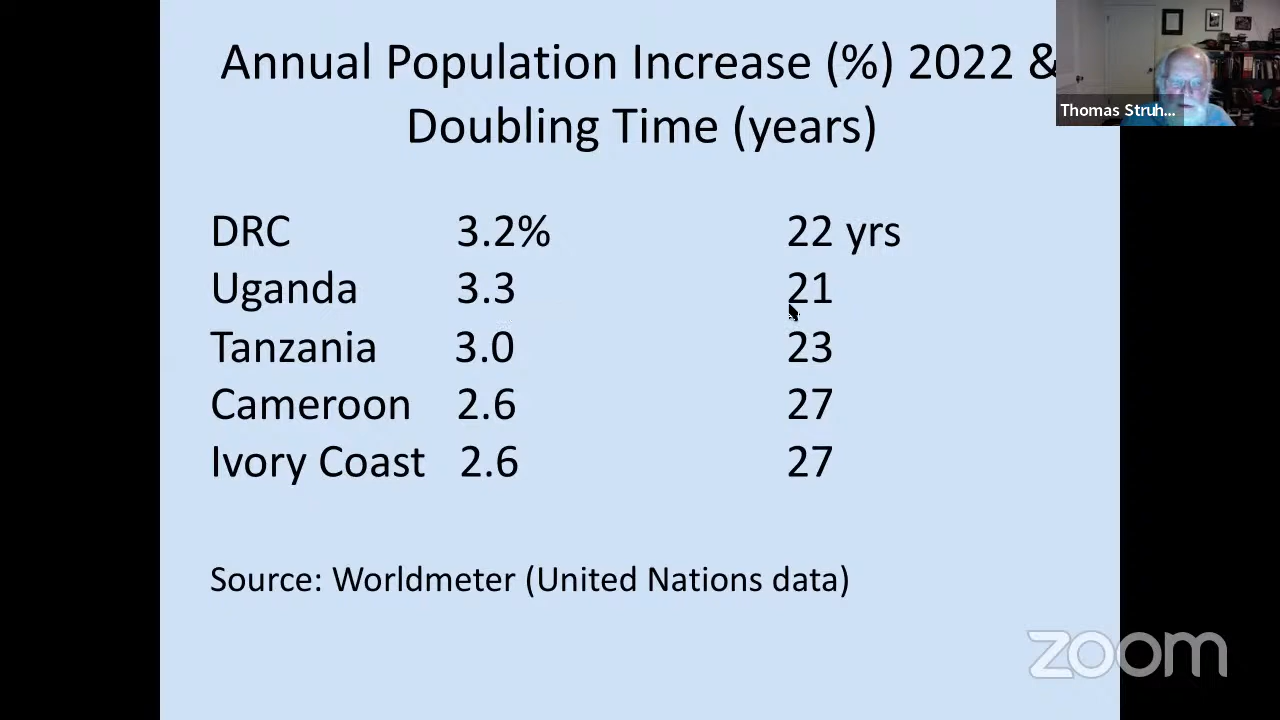 Annual Population Increase (%) 2022 &
Doubling Time (years)
Thomas Struh...
DRC 3.2% 22 yrs
Uganda 3.3 21
Tanzania 3.0 23
Cameroon 2.6 27
Ivory Coast 2.6 27
Source: Worldmeter (United Nations data)
zoom